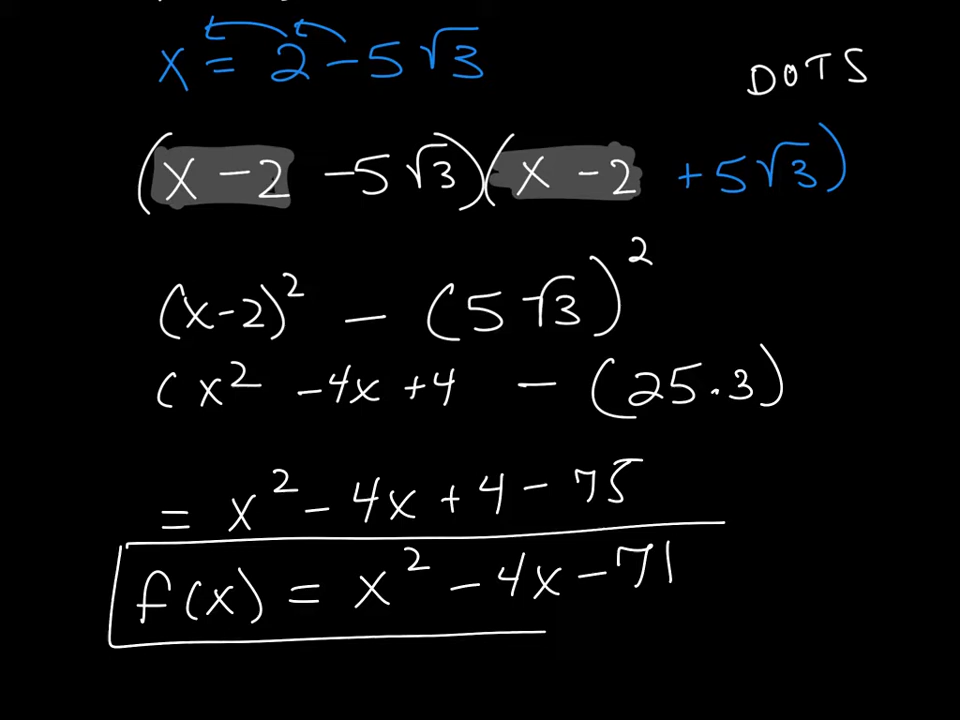 x = 2 - 5√3
DOTS
(x - 2 - 5√3)(x - 2 + 5√3)
(x-2)² - (5√3)²
(x² - 4x + 4 - (25·3)
= x² - 4x + 4 - 75
f(x) = x² - 4x - 71